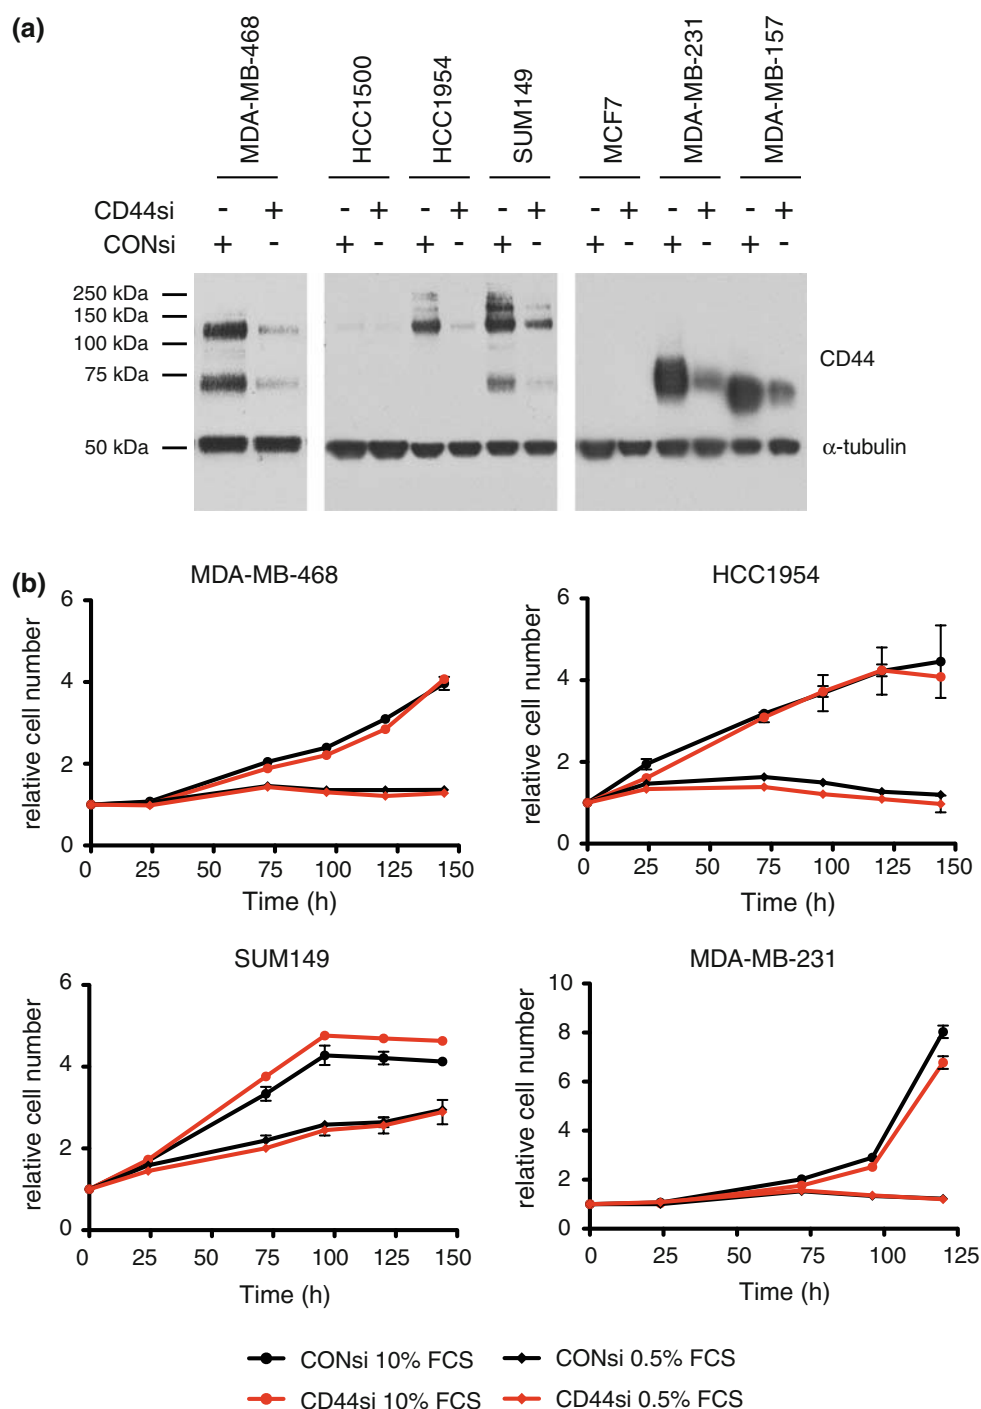 (a)
MDA-MB-468
HCC1500
HCC1954
SUM149
MCF7
MDA-MB-231
MDA-MB-157
CD44si - + - + - + - + - + - + - +
CONsi + - + - + - + - + - + - + -
250 kDa
150 kDa
100 kDa
75 kDa
50 kDa
CD44
α-tubulin
(b)
MDA-MB-468
relative cell number
6
4
2
0
0 25 50 75 100 125 150
Time (h)
HCC1954
relative cell number
6
4
2
0
0 25 50 75 100 125 150
Time (h)
SUM149
relative cell number
6
4
2
0
0 25 50 75 100 125 150
Time (h)
MDA-MB-231
relative cell number
10
8
6
4
2
0
0 25 50 75 100 125
Time (h)
CONsi 10% FCS
CONsi 0.5% FCS
CD44si 10% FCS
CD44si 0.5% FCS